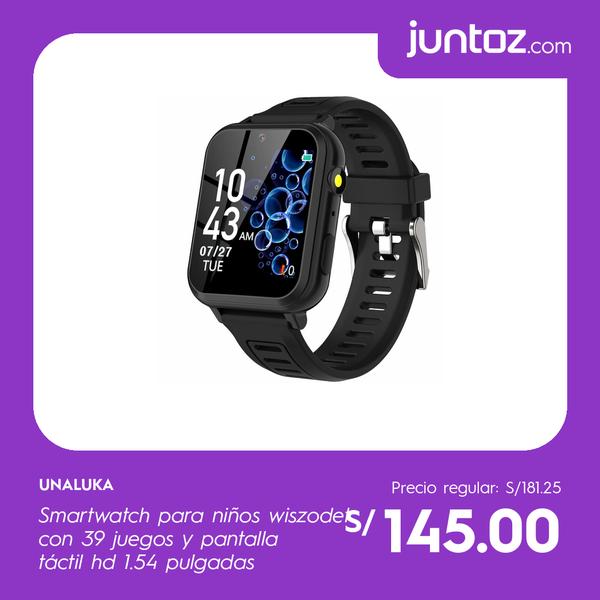 juntoz.com
10
43 AM
07/27
TUE
UNALUKA
Precio regular: S/181.25
Smartwatch para niños wiszodel
con 39 juegos y pantalla
táctil hd 1.54 pulgadas
S/145.00